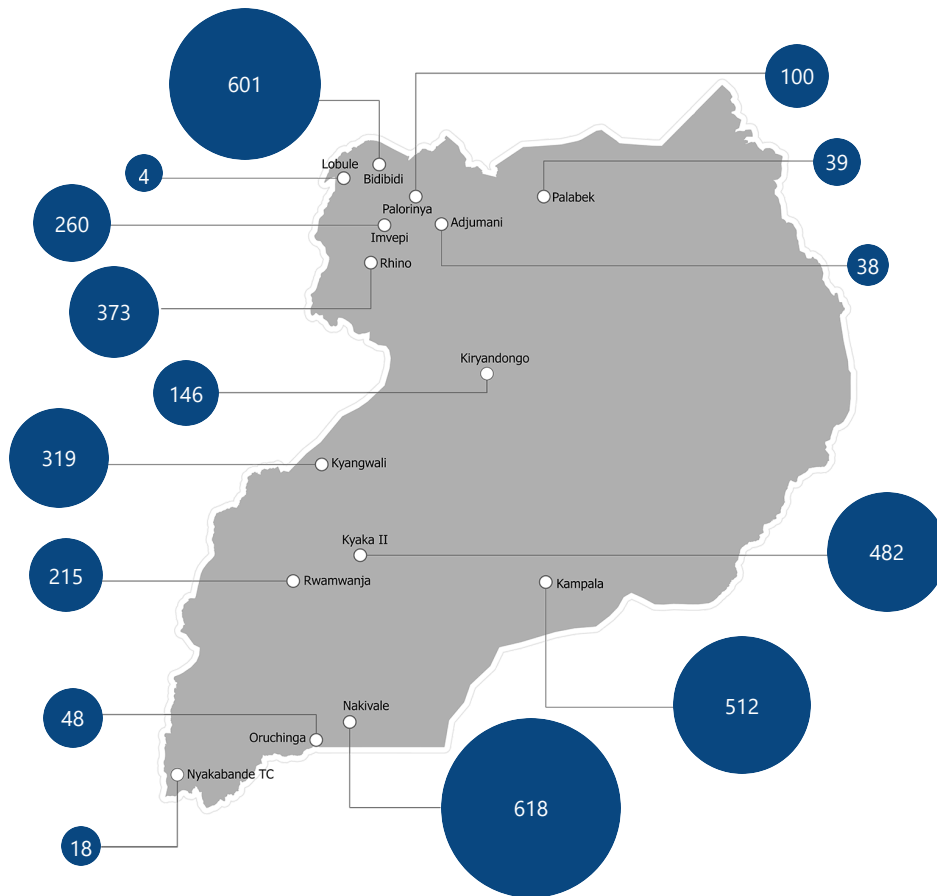 601
100
Lobule
4
Bidibidi
39
Palorinya
Palabek
260
Imvepi
Adjumani
Rhino
38
373
Kiryandongo
146
319
Kyangwali
Kyaka II
482
215
Rwamwanja
Kampala
48
Nakivale
512
Oruchinga
Nyakabande TC
618
18